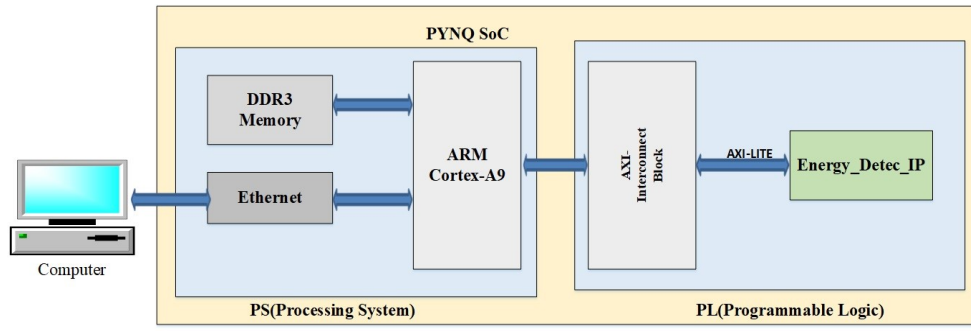 PYNQ SoC
DDR3
Memory
Ethernet
ARM
Cortex-A9
AXI-
Interconnect
Block
AXI-LITE
Energy_Detec_IP
Computer
PS(Processing System)
PL(Programmable Logic)